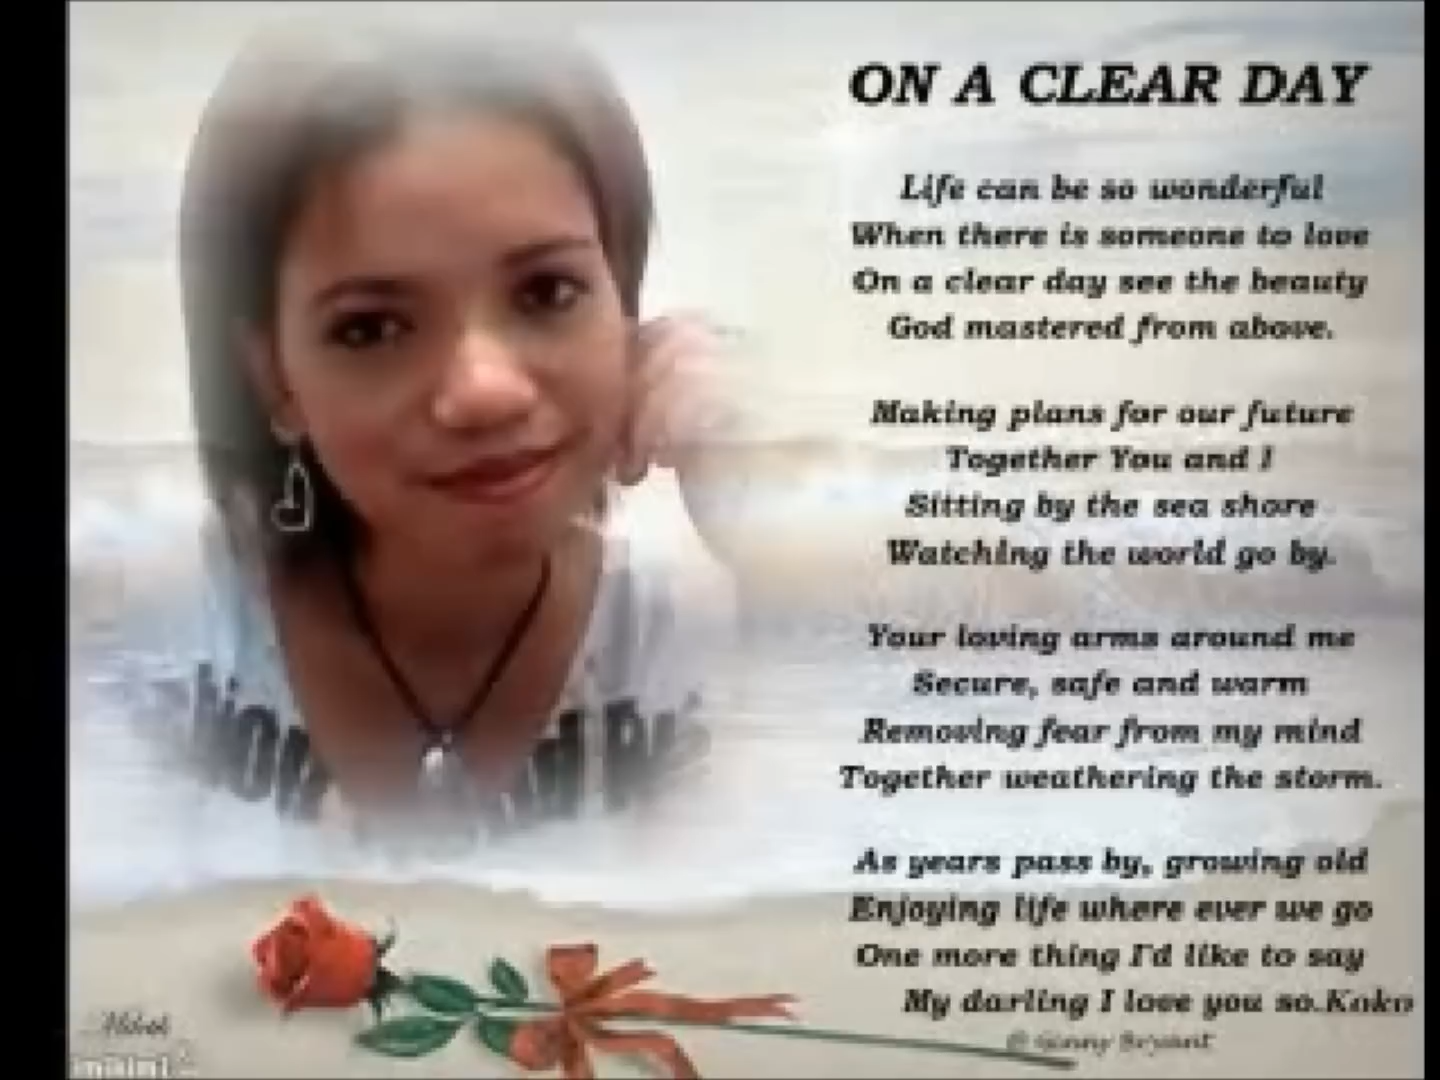 ON A CLEAR DAY
Life can be so wonderful
When there is someone to love
On a clear day see the beauty
God mastered from above.
Making plans for our future
Together You and I
Sitting by the sea shore
Watching the world go by.
Your loving arms around me
Secure, safe and warm
Removing fear from my mind
Together weathering the storm.
As years pass by, growing old
Enjoying life where ever we go
One more thing I'd like to say
My darling I love you so.Koko
© Ginny Bryant